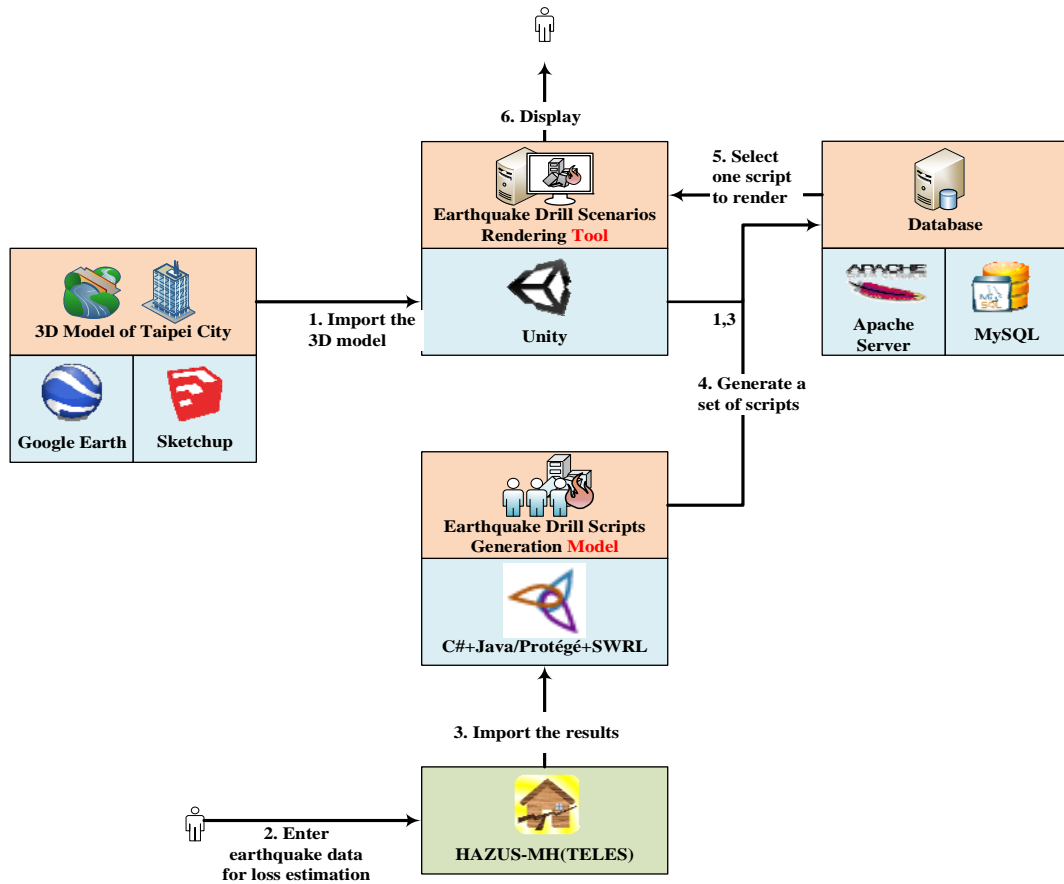 6. Display
5. Select
one script
to render
Earthquake Drill Scenarios
Rendering Tool
Database
3D Model of Taipei City
1. Import the
3D model
Unity
1,3
APACHE
Apache
Server
MySQL
4. Generate a
set of scripts
Google Earth
Sketchup
Earthquake Drill Scripts
Generation Model
C#+Java/Protégé+SWRL
3. Import the results
2. Enter
earthquake data
for loss estimation
HAZUS-MH(TELES)